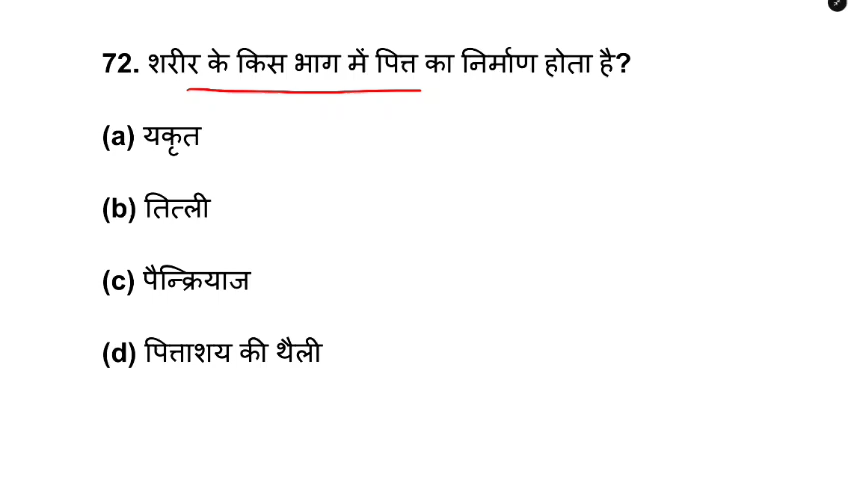 72. शरीर के किस भाग में पित्त का निर्माण होता है?
(a) यकृत
(b) तित्ली
(c) पैन्क्रियाज
(d) पित्ताशय की थैली